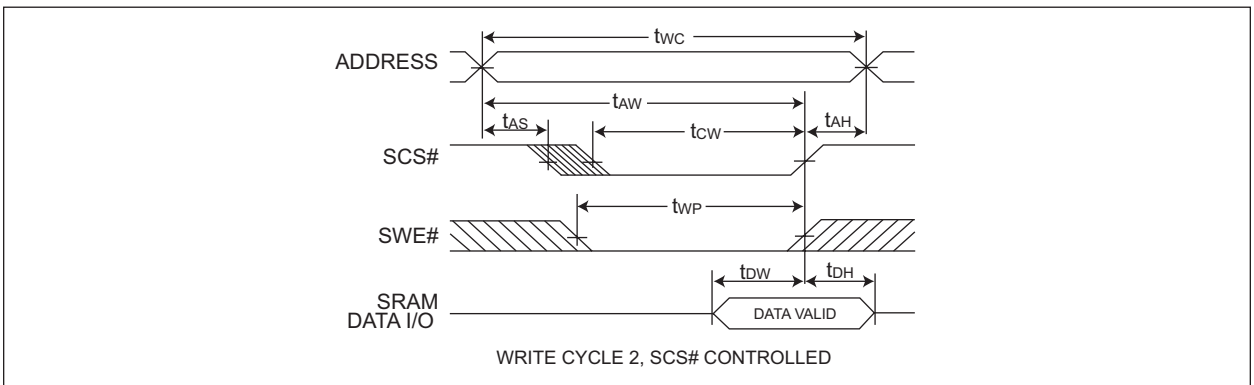 tWC
ADDRESS
tAW
tAS
tCW
tAH
SCS#
tWP
SWE#
tDW
tDH
SRAM
DATA I/O
DATA VALID
WRITE CYCLE 2, SCS# CONTROLLED